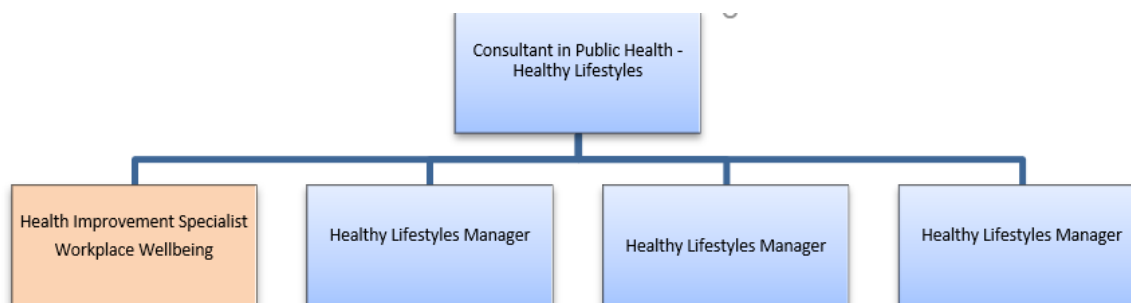 Consultant in Public Health -
Healthy Lifestyles
Health Improvement Specialist
Workplace Wellbeing
Healthy Lifestyles Manager
Healthy Lifestyles Manager
Healthy Lifestyles Manager